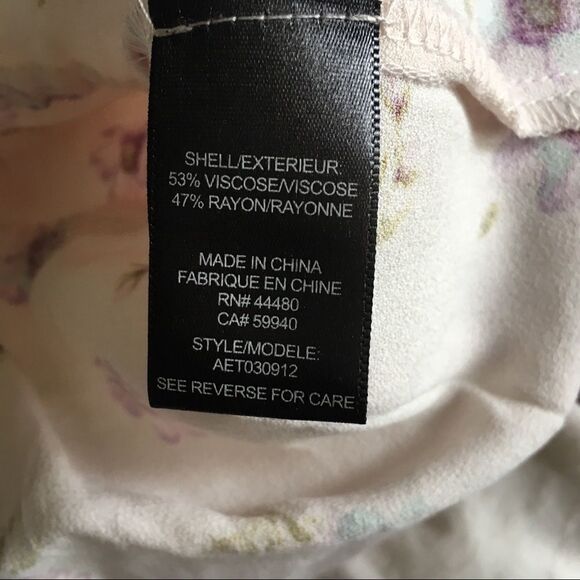 SHELL/EXTERIEUR:
53% VISCOSE/VISCOSE
47% RAYON/RAYONNE
MADE IN CHINA
FABRIQUE EN CHINE
RN# 44480
CA# 59940
STYLE/MODELE:
AET030912
SEE REVERSE FOR CARE